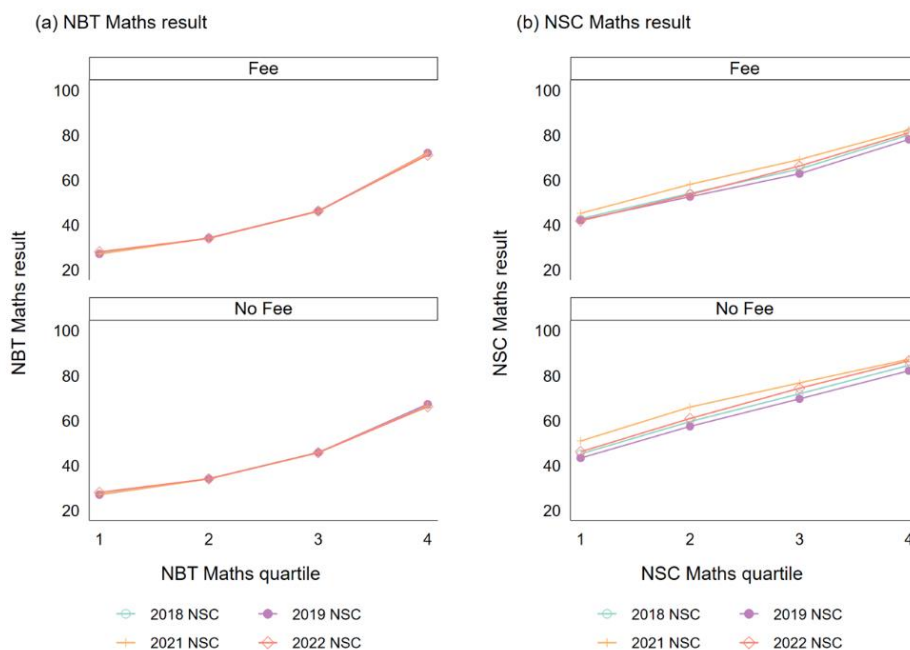 (a) NBT Maths result
Fee
100
80
60
40
20
No Fee
100
80
60
40
20
NBT Maths result
1 2 3 4
NBT Maths quartile
2018 NSC 2019 NSC
2021 NSC 2022 NSC
(b) NSC Maths result
Fee
100
80
60
40
20
No Fee
100
80
60
40
20
NSC Maths result
1 2 3 4
NSC Maths quartile
2018 NSC 2019 NSC
2021 NSC 2022 NSC